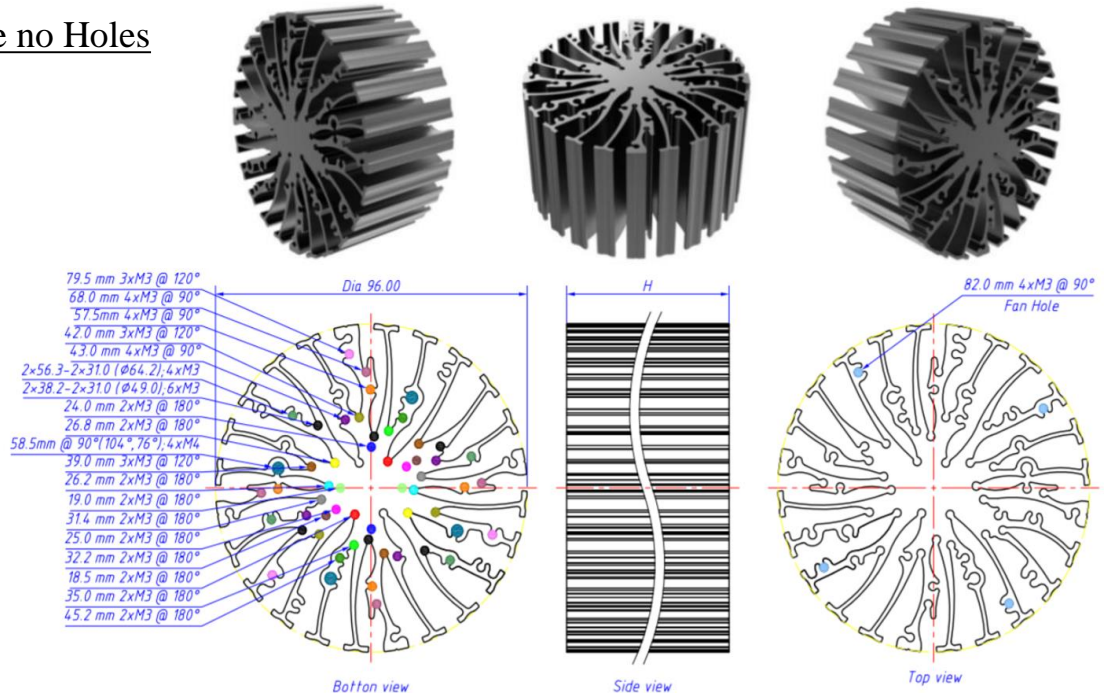 e no Holes
79.5 mm 3xM3 @ 120°
68.0 mm 4xM3 @ 90°
57.5mm 4xM3 @ 90°
42.0 mm 3xM3 @ 120°
43.0 mm 4xM3 @ 90°
2×56.3-2×31.0 (Φ64.2);4xM3
2×38.2-2×31.0 (Φ49.0);6xM3
24.0 mm 2xM3 @ 180°
26.8 mm 2xM3 @ 180°
58.5mm @ 90°(104°,76°);4xM4
39.0 mm 3xM3 @ 120°
26.2 mm 2xM3 @ 180°
19.0 mm 2xM3 @ 180°
31.4 mm 2xM3 @ 180°
25.0 mm 2xM3 @ 180°
32.2 mm 2xM3 @ 180°
18.5 mm 2xM3 @ 180°
35.0 mm 2xM3 @ 180°
45.2 mm 2xM3 @ 180°
Dia 96.00
H
82.0 mm 4xM3 @ 90°
Fan Hole
Botton view
Side view
Top view